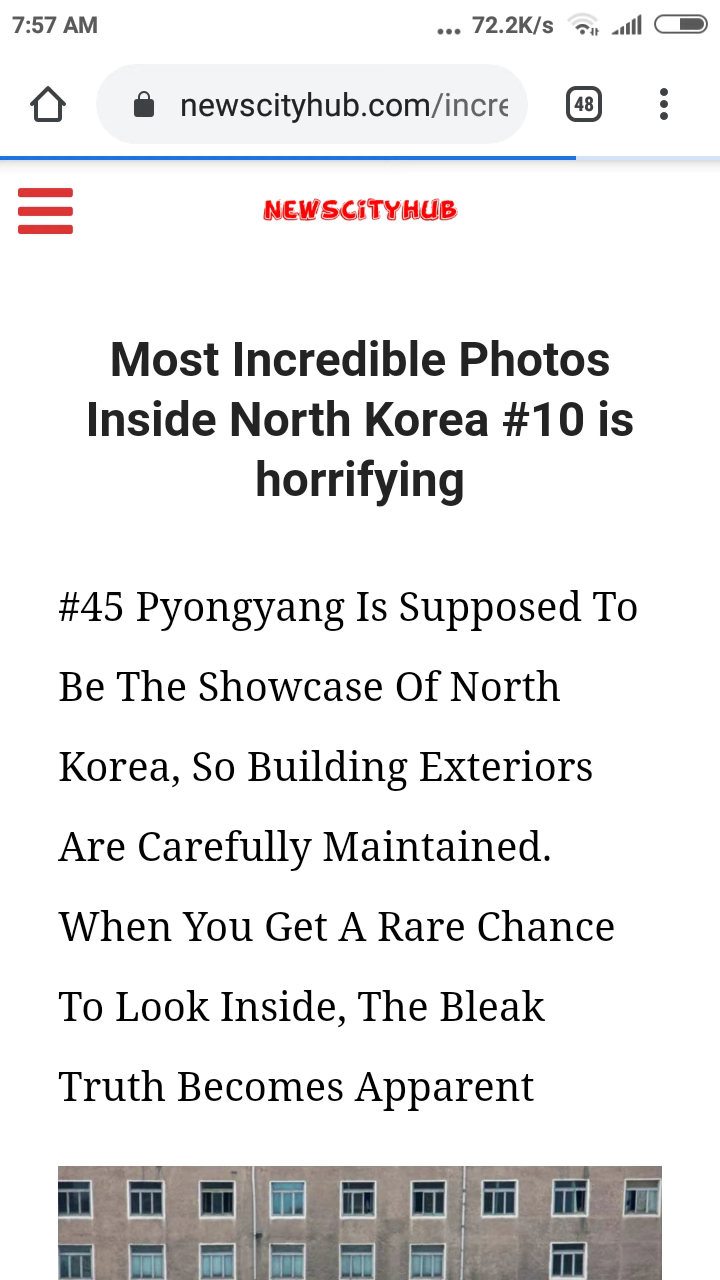 7:57 AM
... 72.2K/s
newscityhub.com/incre
48
NEWSCiTYHUB
Most Incredible Photos
Inside North Korea #10 is
horrifying
#45 Pyongyang Is Supposed To
Be The Showcase Of North
Korea, So Building Exteriors
Are Carefully Maintained.
When You Get A Rare Chance
To Look Inside, The Bleak
Truth Becomes Apparent